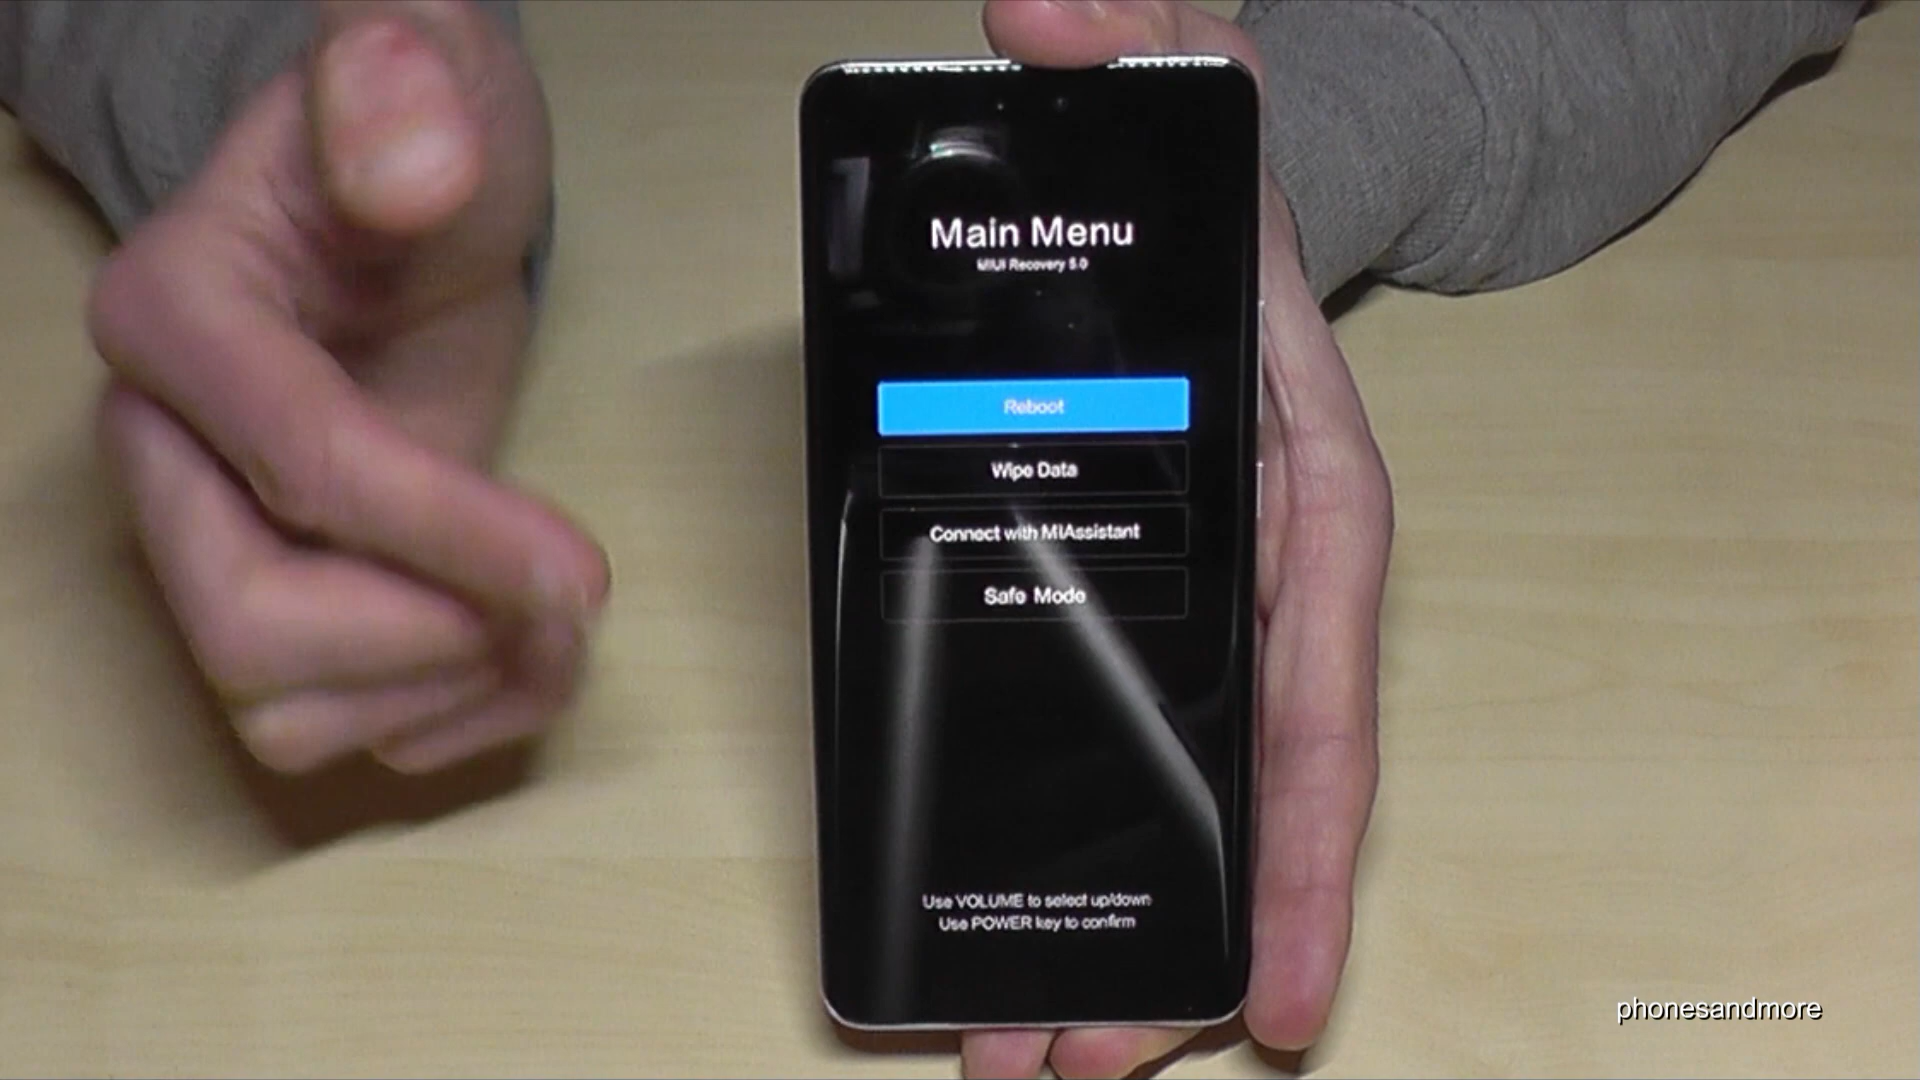 Main Menu
MIUI Recovery 5.0
Reboot
Wipe Data
Connect with MIAssistant
Safe Mode
Use VOLUME to select up/down
Use POWER key to confirm
phonesandmore